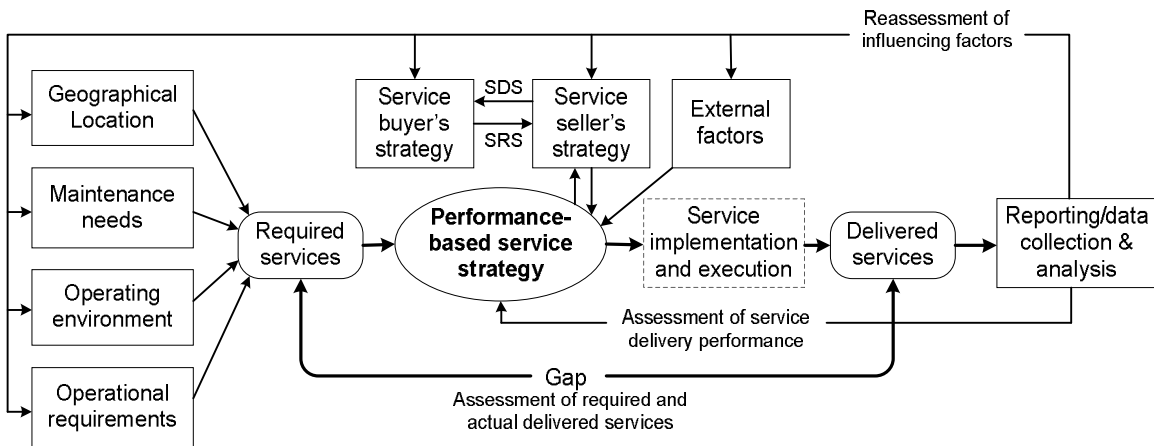 Reassessment of
influencing factors
Geographical
Location
Maintenance
needs
Operating
environment
Operational
requirements
Required
services
Service
buyer's
strategy
SDS
SRS
Service
seller's
strategy
External
factors
Performance-
based service
strategy
Service
implementation
and execution
Delivered
services
Reporting/data
collection &
analysis
Assessment of service
delivery performance
Gap
Assessment of required and
actual delivered services